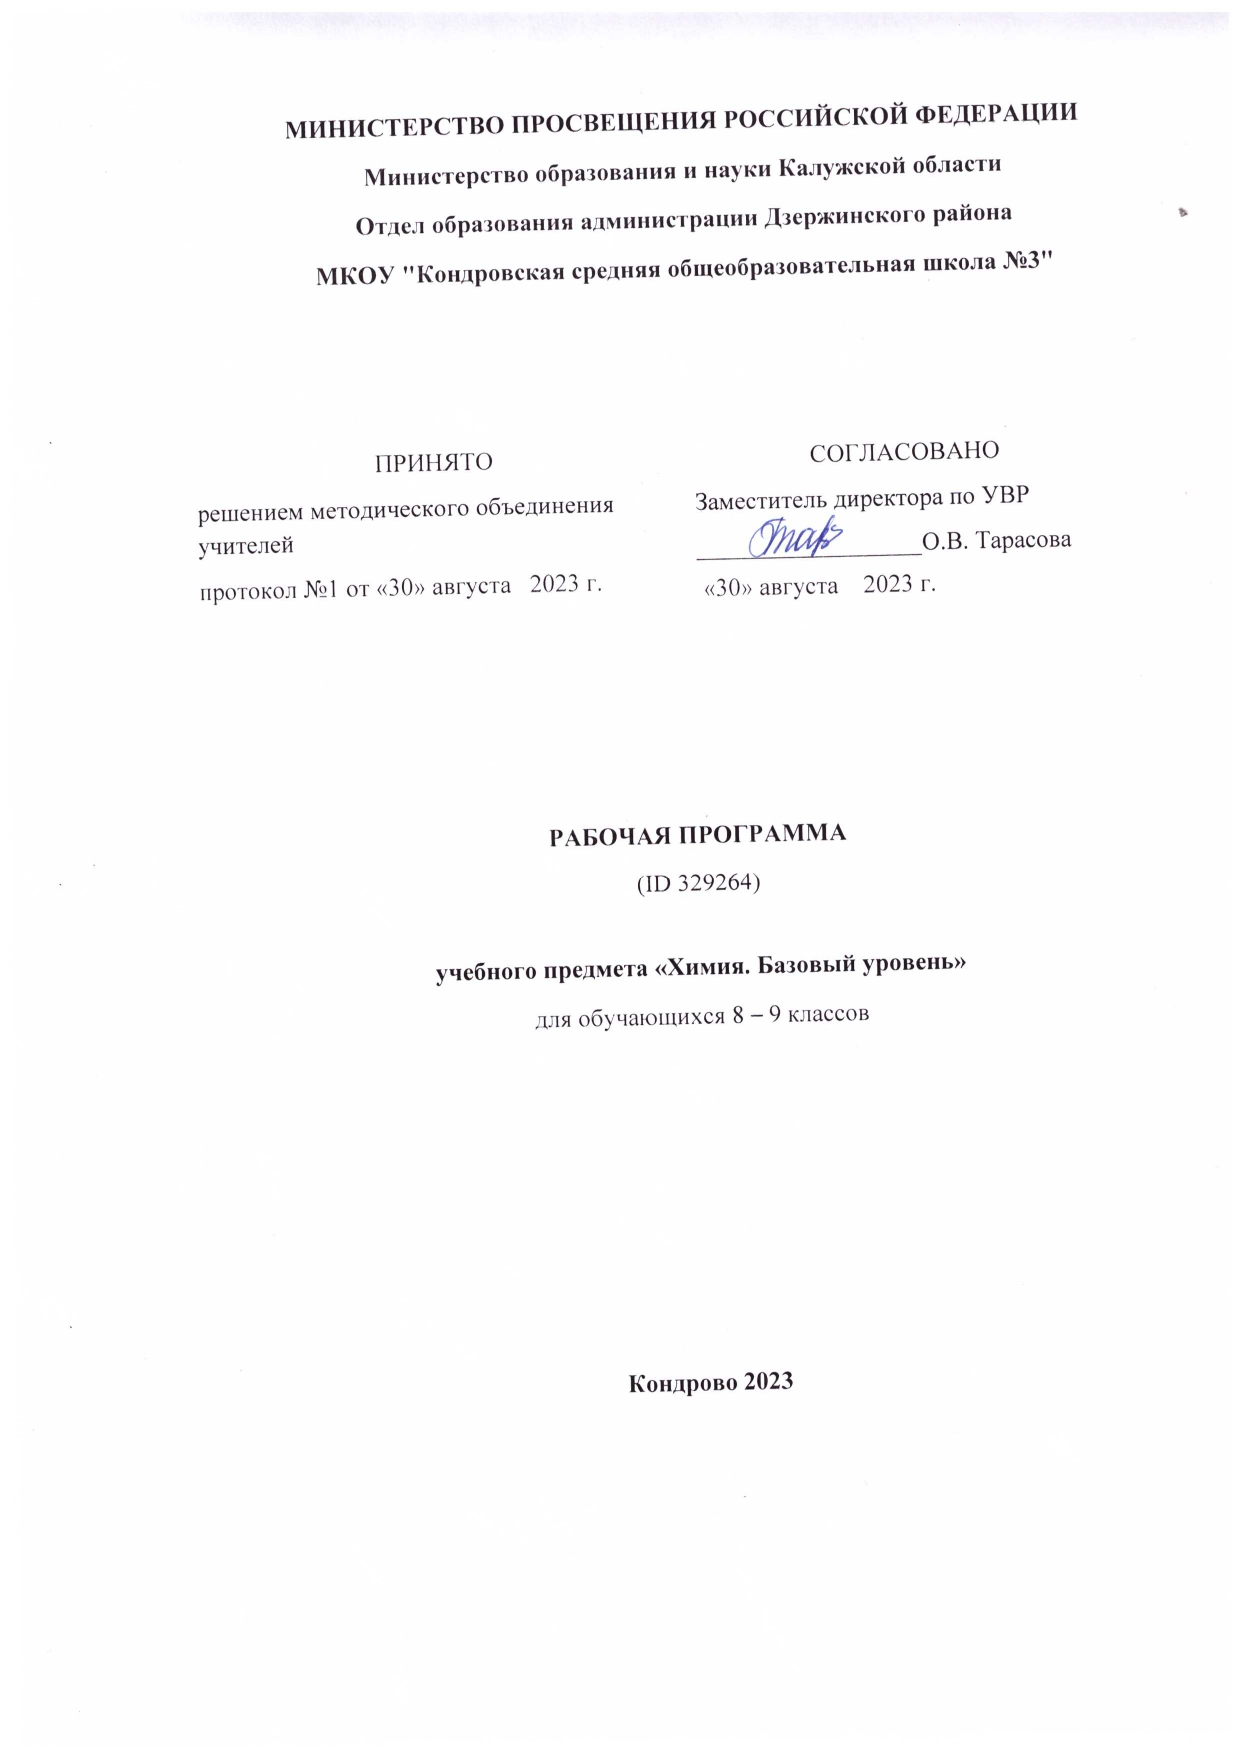 МИНИСТЕРСТВО ПРОСВЕЩЕНИЯ РОССИЙСКОЙ ФЕДЕРАЦИИ
Министерство образования и науки Калужской области
Отдел образования администрации Дзержинского района
МКОУ "Кондровская средняя общеобразовательная школа №3"
ПРИНЯТО
решением методического объединения
учителей
протокол №1 от «30» августа 2023 г.
СОГЛАСОВАНО
Заместитель директора по УВР
О.В. Тарасова
«30» августа 2023 г.
РАБОЧАЯ ПРОГРАММА
(ID 329264)
учебного предмета «Химия. Базовый уровень»
для обучающихся 8 – 9 классов
Кондрово 2023